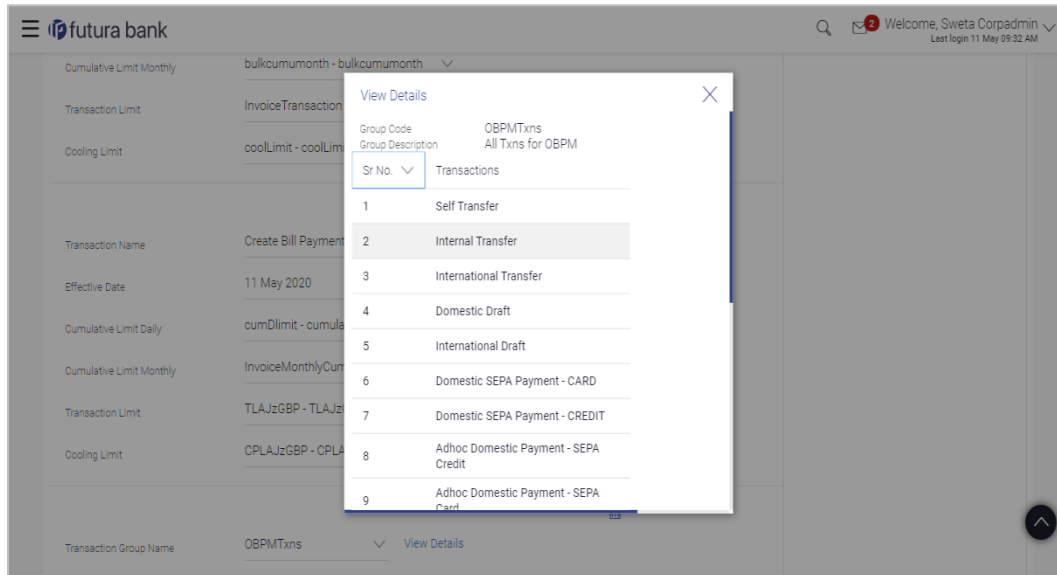 futura bank
2
Welcome, Sweta Corpadmin
Last login 11 May 09:32 AM
Cumulative Limit Monthly
bulkcumumonth - bulkcumumonth
Transaction Limit
InvoiceTransaction
Cooling Limit
coolLimit - coolLimi
Transaction Name
Create Bill Payment
Effective Date
11 May 2020
Cumulative Limit Daily
cumDlimit - cumula
Cumulative Limit Monthly
InvoiceMonthlyCum
Transaction Limit
TLAJzGBP - TLAJz
Cooling Limit
CPLAJzGBP - CPLA
Transaction Group Name
OBPMTxns
View Details
View Details
Group Code OBPMTxns
Group Description All Txns for OBPM
Sr No. Transactions
1 Self Transfer
2 Internal Transfer
3 International Transfer
4 Domestic Draft
5 International Draft
6 Domestic SEPA Payment - CARD
7 Domestic SEPA Payment - CREDIT
8 Adhoc Domestic Payment - SEPA
Credit
9 Adhoc Domestic Payment - SEPA
Card